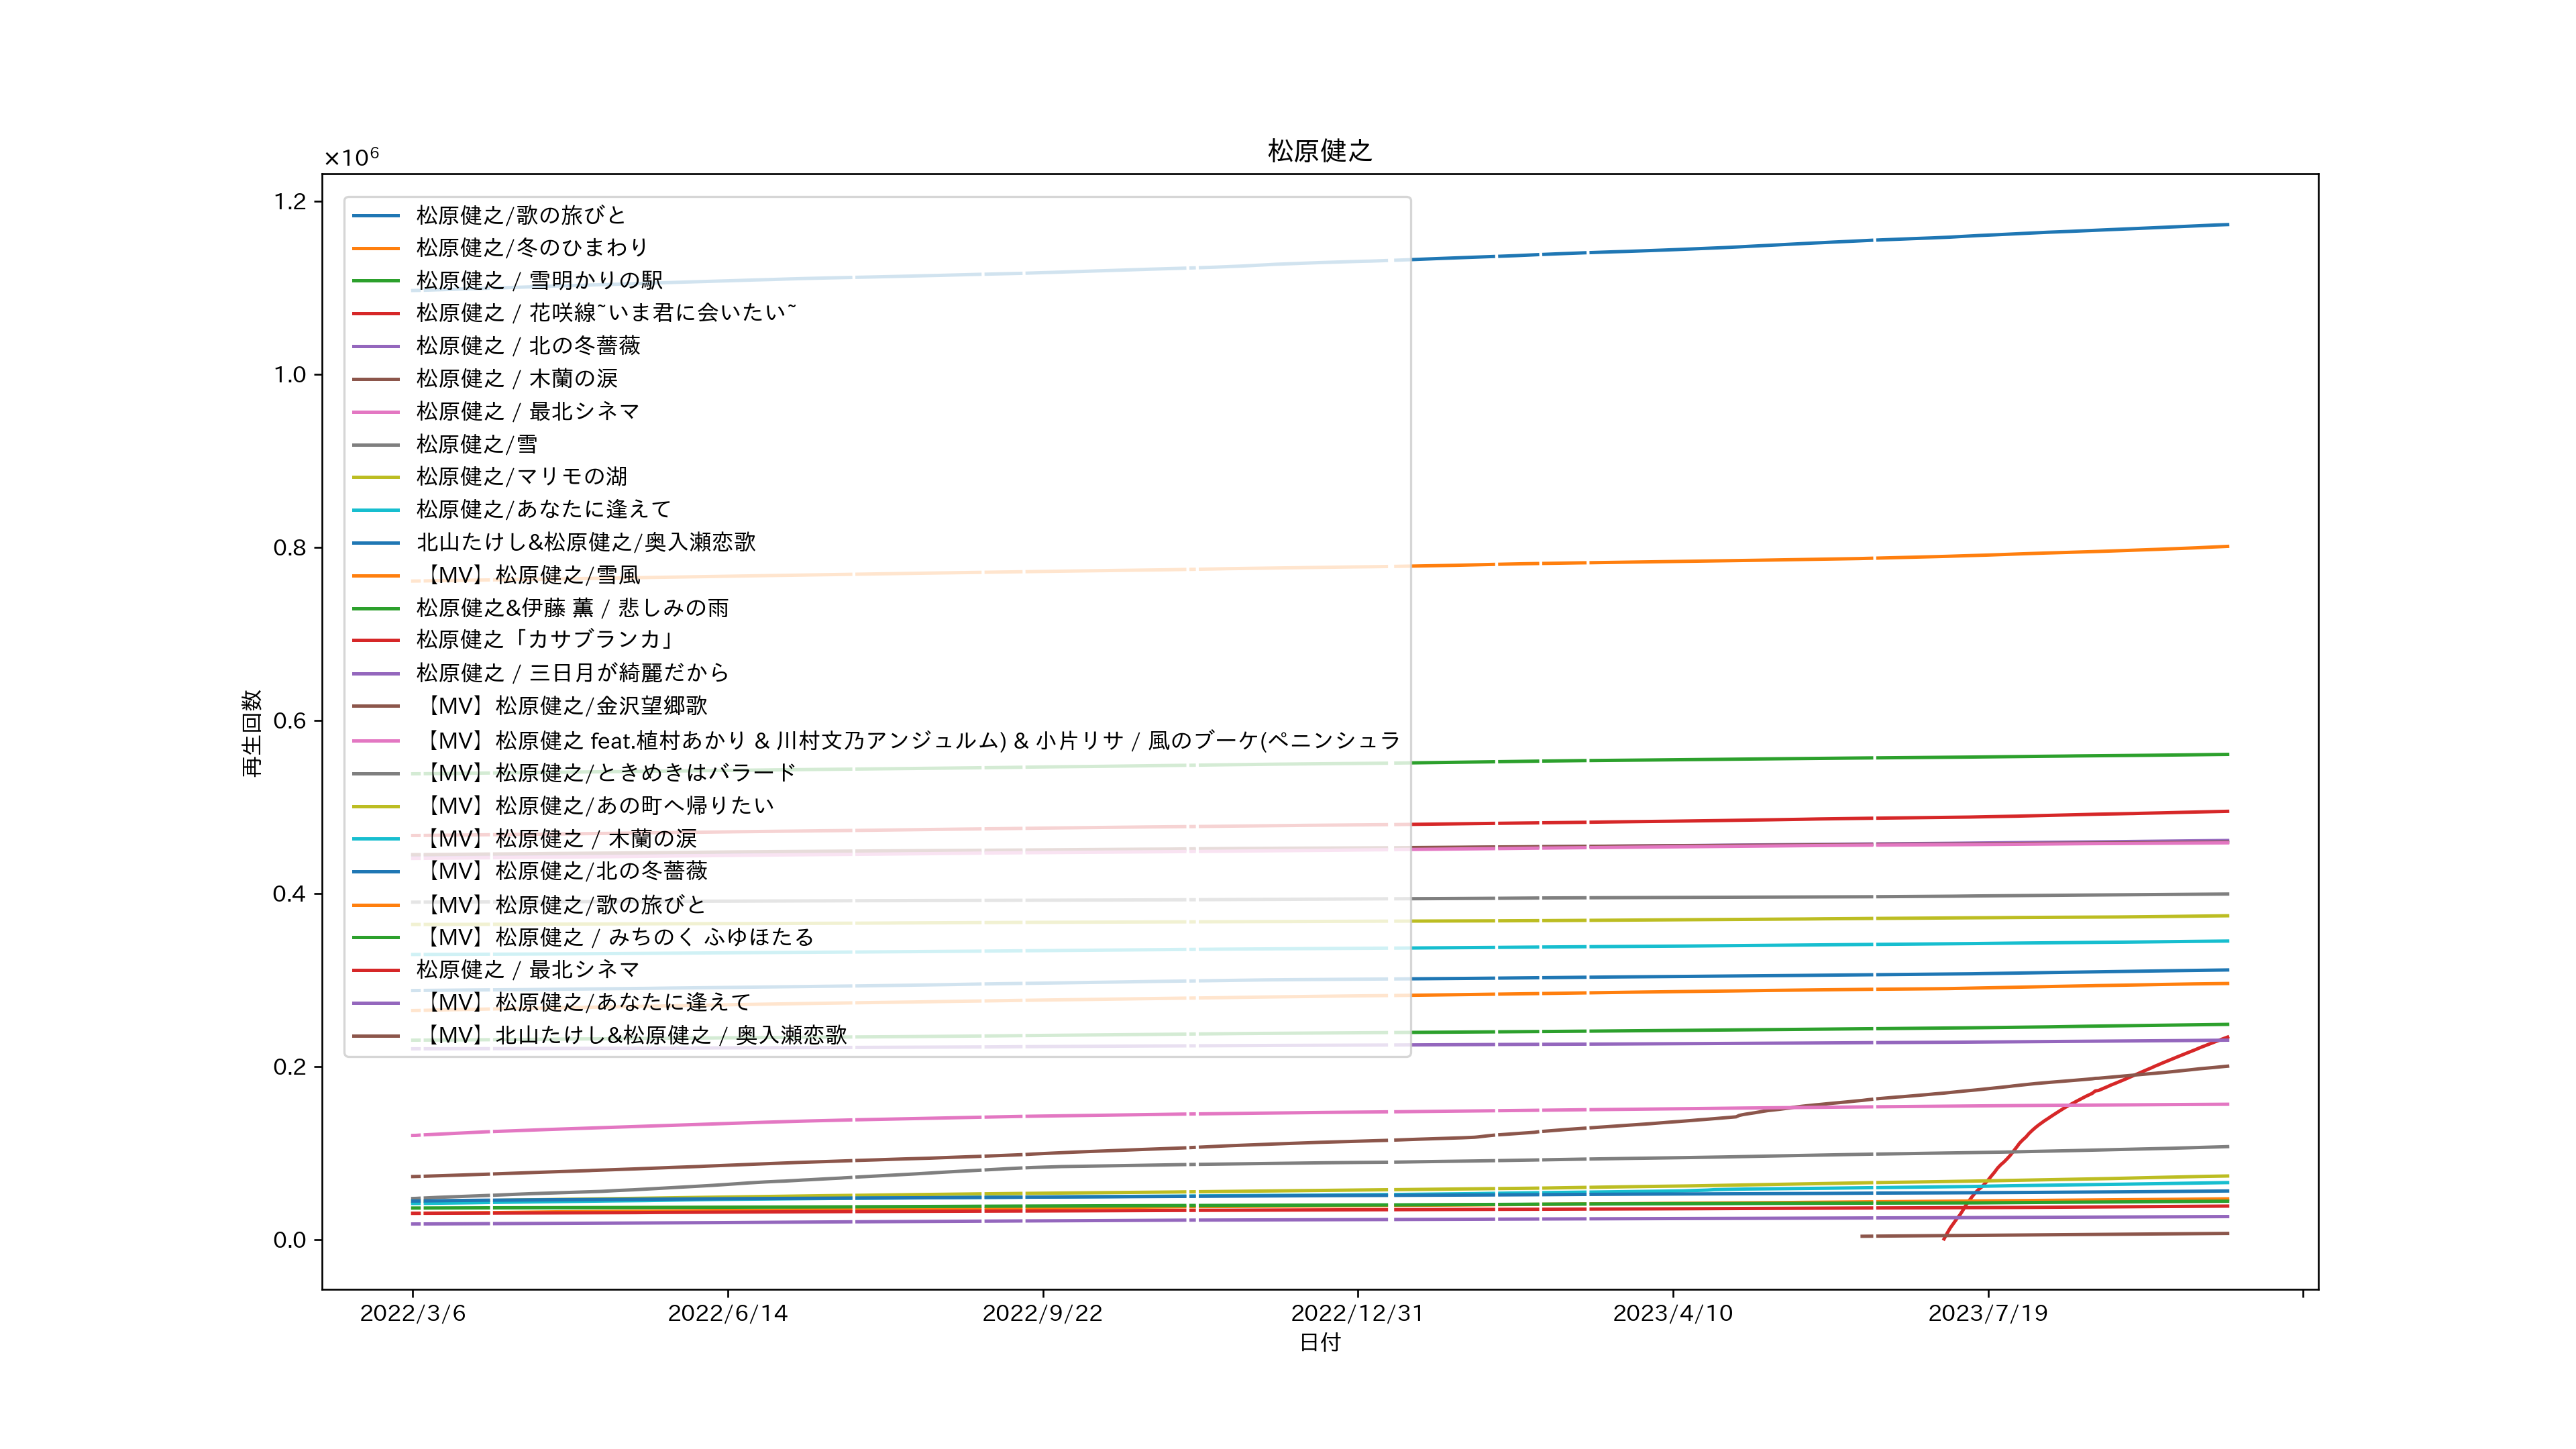 松原健之
×10⁶
1.2
1.0
0.8
0.6
0.4
0.2
0.0
再生回数
松原健之/歌の旅びと
松原健之/冬のひまわり
松原健之 / 雪明かりの駅
松原健之 / 花咲線~いま君に会いたい~
松原健之 / 北の冬薔薇
松原健之 / 木蘭の涙
松原健之 / 最北シネマ
松原健之/雪
松原健之/マリモの湖
松原健之/あなたに逢えて
北山たけし&松原健之/奥入瀬恋歌
【MV】松原健之/雪風
松原健之&伊藤 薫 / 悲しみの雨
松原健之「カサブランカ」
松原健之 / 三日月が綺麗だから
【MV】松原健之/金沢望郷歌
【MV】松原健之 feat.植村あかり & 川村文乃アンジュルム) & 小片リサ / 風のブーケ(ペニンシュラ
【MV】松原健之/ときめきはバラード
【MV】松原健之/あの町へ帰りたい
【MV】松原健之 / 木蘭の涙
【MV】松原健之/北の冬薔薇
【MV】松原健之/歌の旅びと
【MV】松原健之 / みちのく ふゆほたる
松原健之 / 最北シネマ
【MV】松原健之/あなたに逢えて
【MV】北山たけし&松原健之 / 奥入瀬恋歌
2022/3/6
2022/6/14
2022/9/22
2022/12/31
2023/4/10
2023/7/19
日付